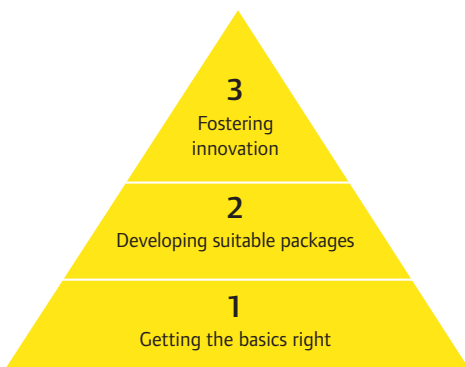 3
Fostering
innovation
2
Developing suitable packages
1
Getting the basics right